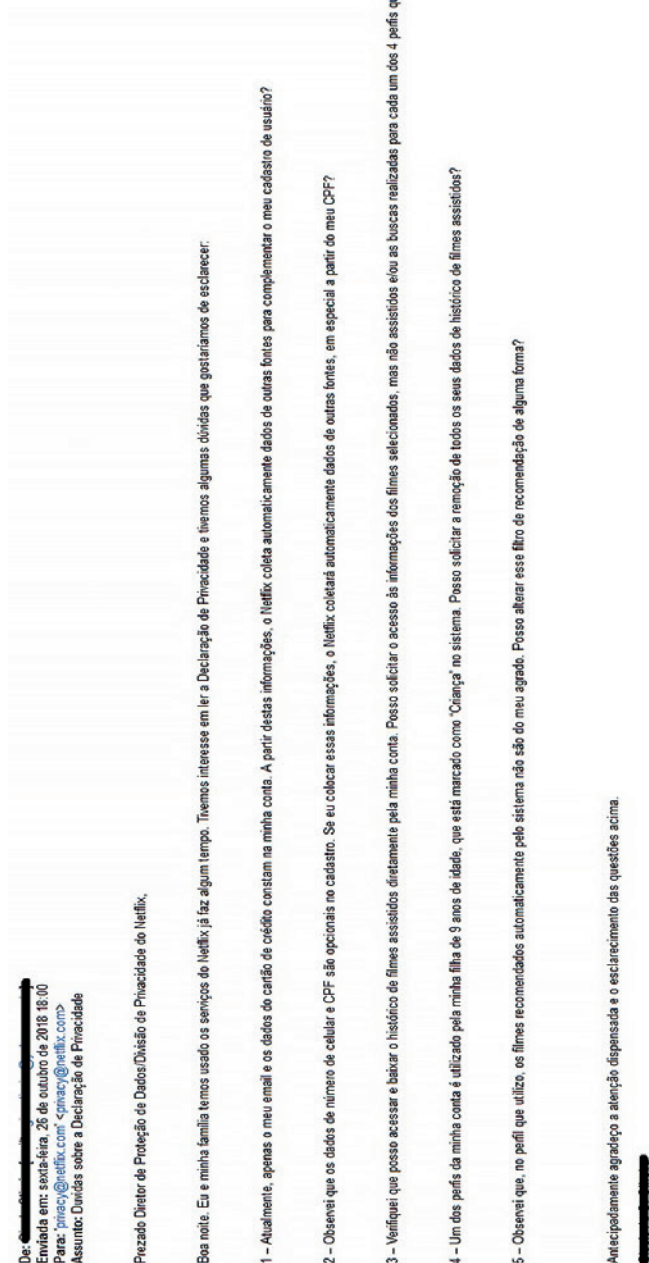 De:
Enviada em: sexta-feira, 26 de outubro de 2018 18:00
Para: 'privacy@netflix.com' <privacy@netflix.com>
Assunto: Duvidas sobre a Declaração de Privacidade
Prezado Diretor de Proteção de Dados/Divisão de Privacidade do Netflix,
Boa noite. Eu e minha família temos usado os serviços do Netflix já faz algum tempo. Tivemos interesse em ler a Declaração de Privacidade e tivemos algumas dúvidas que gostaríamos de esclarecer:
1 – Atualmente, apenas o meu email e os dados do cartão de crédito constam na minha conta. A partir destas informações, o Netflix coleta automaticamente dados de outras fontes para complementar o meu cadastro de usuário?
2 – Observei que os dados de número de celular e CPF são opcionais no cadastro. Se eu colocar essas informações, o Netflix coletará automaticamente dados de outras fontes, em especial a partir do meu CPF?
3 – Verifiquei que posso acessar e baixar o histórico de filmes assistidos diretamente pela minha conta. Posso solicitar o acesso às informações dos filmes selecionados, mas não assistidos e/ou as buscas realizadas para cada um dos 4 perfis
4 – Um dos perfis da minha conta é utilizado pela minha filha de 9 anos de idade, que está marcado como "Criança" no sistema. Posso solicitar a remoção de todos os seus dados de histórico de filmes assistidos?
5 – Observei que, no perfil que utilizo, os filmes recomendados automaticamente pelo sistema não são do meu agrado. Posso alterar esse filtro de recomendação de alguma forma?
Antecipadamente agradeço a atenção dispensada e o esclarecimento das questões acima.